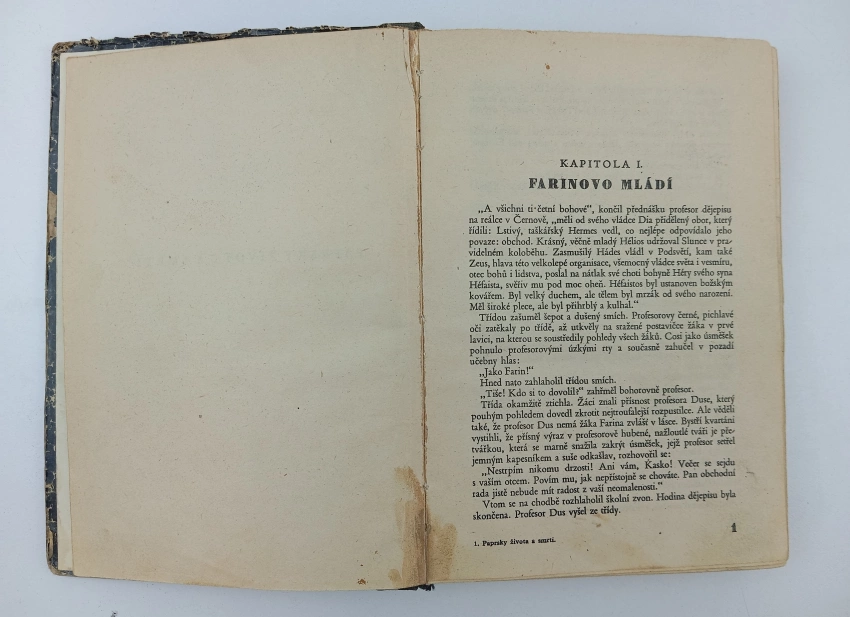 KAPITOLA I.
FARINOVO MLÁDÍ
„A všichni ti četní bohové", končil přednášku profesor dějepisu
na reálce v Černově, „měli od svého vládce Dia přidělený obor, který
řídili: Lstivý, taškářský Hermes vedl, co nejlépe odpovídalo jeho
povaze: obchod. Krásný, věčně mladý Hélios udržoval Slunce v pra-
videlném koloběhu. Zasmušilý Hádes vládl v Podsvětí, kam také
Zeus, hlava této velkolepé organisace, všemocný vládce světa i vesmíru,
otec bohů i lidstva, poslal na nátlak své choti bohyně Héry svého syna
Héfaista, svěřiv mu pod moc oheň. Héfaistos byl ustanoven božským
kovářem. Byl velký duchem, ale tělem byl mrzák od svého narození.
Měl široké plece, ale byl přihrblý a kulhal."
Třídou zašuměl šepot a dušený smích. Profesorovy černé, pichlavé
oči zatěkaly po třídě, až utkvěly na stažené postavičce žáka v prvé
lavici, na kterou se soustředily pohledy všech žáků. Cosi jako úsměšek
pohnulo profesorovými úzkými rty a současně zahučel v pozadí
učebny hlas:
„Jako Farin!"
Hned nato zahlaholil třídou smích.
„Tiše! Kdo si to dovolil?" zahřměl bohorovně profesor.
Třída okamžitě ztichla. Žáci znali přísnost profesora Duse, který
pouhým pohledem dovedl zkrotit nejtroufalejší rozpustilce. Ale věděli
také, že profesor Dus nemá žáka Farina zvláší v lásce. Bystří kvartáni
vystihli, že přísný výraz v profesorově hubené, nažloutlé tváři je pře-
tvářkou, která se marně snažila zakrýt úsměšek, jejž profesor setřel
jemným kapesníkem a suše odkašlav, rozhovořil se:
„Nestrpím nikomu drzosti! Ani vám, Kasko! Večer se sejdu
s vaším otcem. Povím mu, jak nepřístojně se chováte. Pan obchodní
rada jistě nebude mít radost z vaší neomalenosti."
Vtom se na chodbě rozhlaholil školní zvon. Hodina dějepisu byla
skončena. Profesor Dus vyšel ze třídy.
1
1. Paprsky života a smrti.